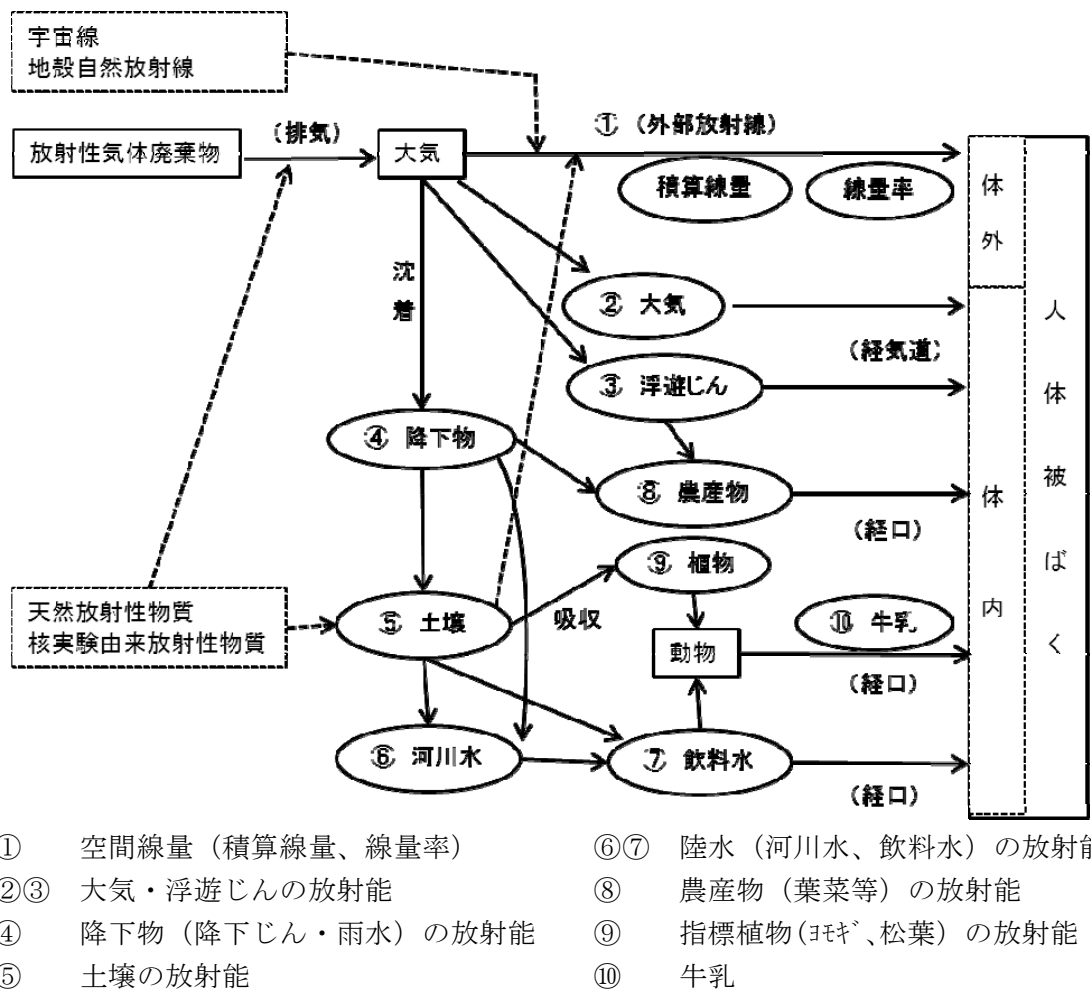 宇宙線
地殻自然放射線
放射性気体廃棄物
(排気)
大気
① (外部放射線)
積算線量
線量率
体外
人体被ばく
沈着
② 大気
(経気道)
③ 浮遊じん
④ 降下物
⑧ 農産物
(経口)
体内
⑨ 植物
天然放射性物質
核実験由来放射性物質
⑤ 土壌
吸収
動物
⑩ 牛乳
(経口)
⑥ 河川水
⑦ 飲料水
(経口)
① 空間線量（積算線量、線量率）
②③ 大気・浮遊じんの放射能
④ 降下物（降下じん・雨水）の放射能
⑤ 土壌の放射能
⑥⑦ 陸水（河川水、飲料水）の放射能
⑧ 農産物（葉菜等）の放射能
⑨ 指標植物(ﾖﾓｷﾞ、松葉）の放射能
⑩ 牛乳